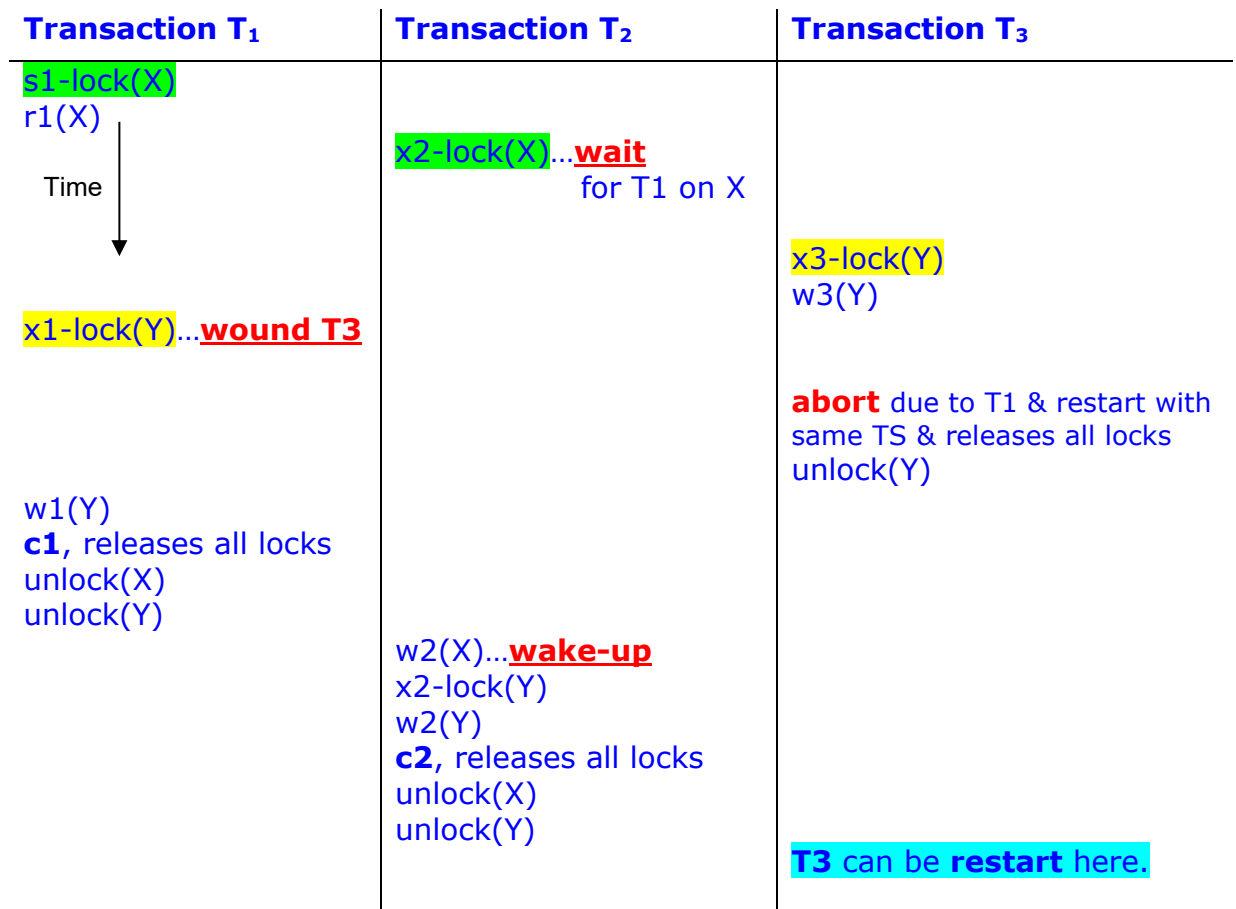 Transaction T1
Transaction T2
Transaction T3
s1-lock(X)
r1(X)
Time
x2-lock(X)...wait
for T1 on X
x3-lock(Y)
w3(Y)
x1-lock(Y)...wound T3
abort due to T1 & restart with
same TS & releases all locks
unlock(Y)
w1(Y)
c1, releases all locks
unlock(X)
unlock(Y)
w2(X)...wake-up
x2-lock(Y)
w2(Y)
c2, releases all locks
unlock(X)
unlock(Y)
T3 can be restart here.